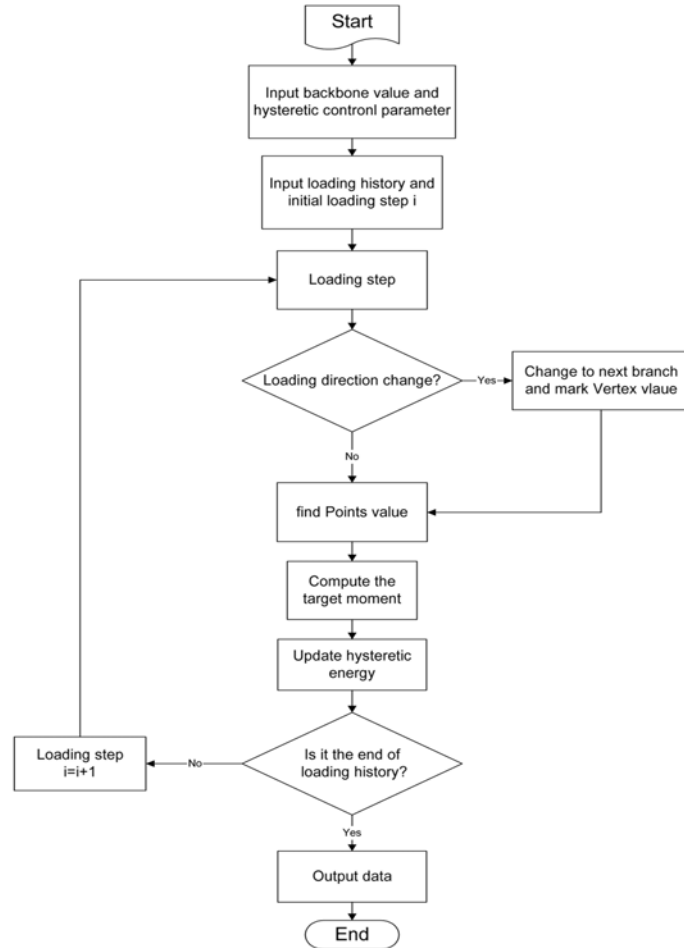 Start
Input backbone value and
hysteretic contronl parameter
Input loading history and
initial loading step i
Loading step
Loading direction change?
Yes
Change to next branch
and mark Vertex vlaue
No
find Points value
Compute the
target moment
Update hysteretic
energy
Is it the end of
loading history?
No
Loading step
i=i+1
Yes
Output data
End